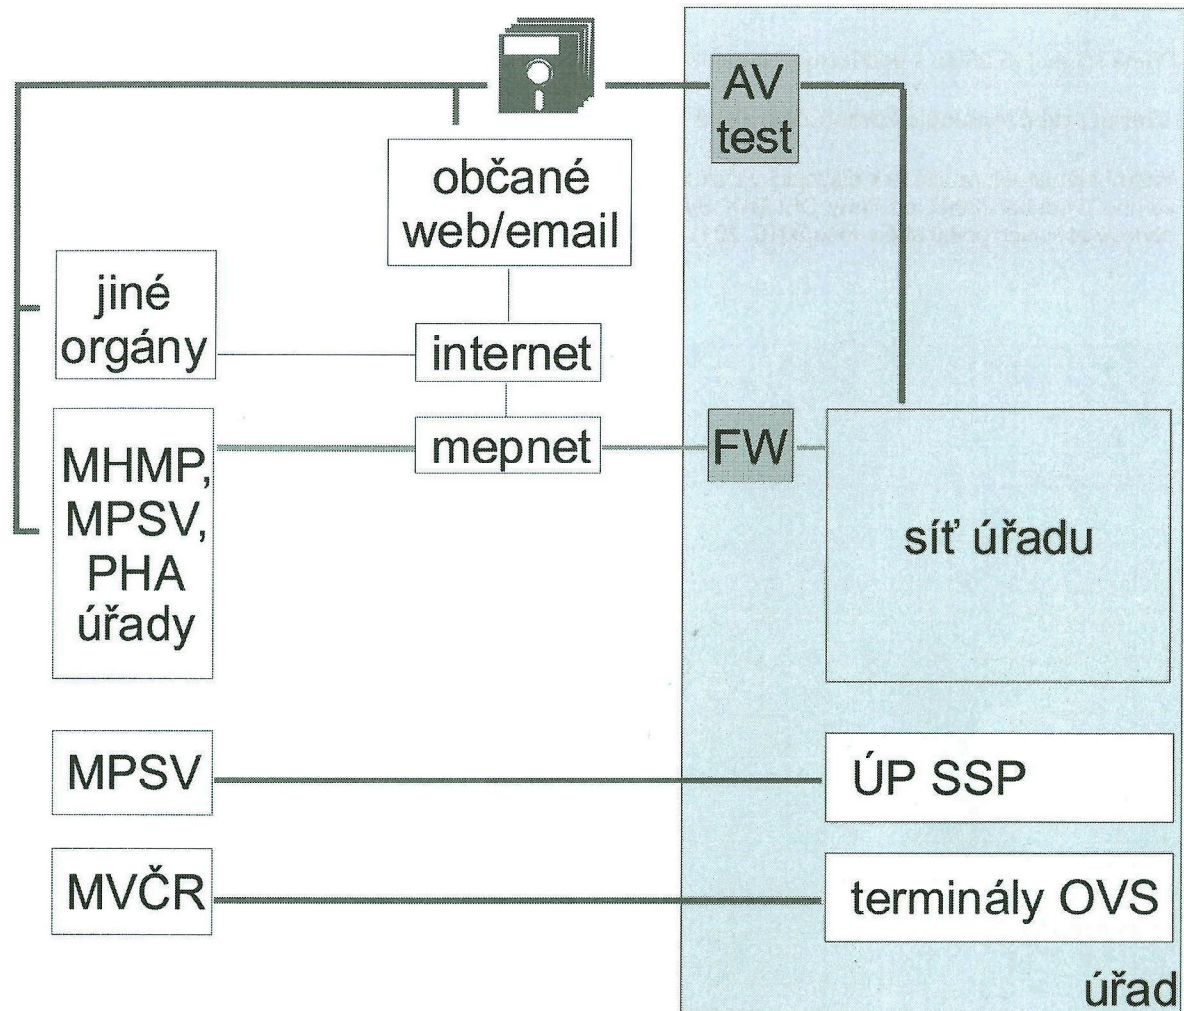 AV
test
občané
web/email
jiné
orgány
internet
mepnet
FW
MHMP,
MPSV,
PHA
úřady
síť úřadu
MPSV
ÚP SSP
MVČR
terminály OVS
úřad